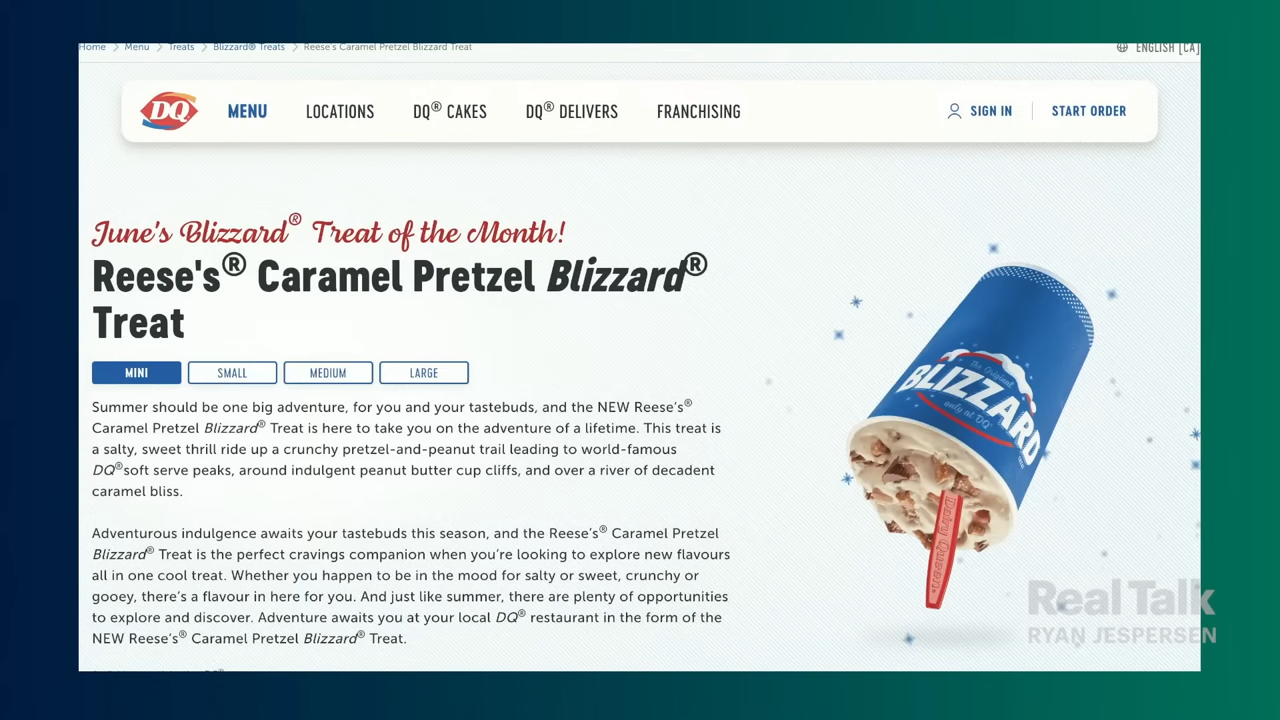 Home > Menu > Treats > Blizzard® Treats > Reese's Caramel Pretzel Blizzard Treat
ENGLISH [CA]
DQ
MENU LOCATIONS DQ® CAKES DQ® DELIVERS FRANCHISING SIGN IN START ORDER
June's Blizzard® Treat of the Month!
Reese's® Caramel Pretzel Blizzard®
Treat
MINI SMALL MEDIUM LARGE
Summer should be one big adventure, for you and your tastebuds, and the NEW Reese's®
Caramel Pretzel Blizzard® Treat is here to take you on the adventure of a lifetime. This treat is
a salty, sweet thrill ride up a crunchy pretzel-and-peanut trail leading to world-famous
DQ®soft serve peaks, around indulgent peanut butter cup cliffs, and over a river of decadent
caramel bliss.
Adventurous indulgence awaits your tastebuds this season, and the Reese's® Caramel Pretzel
Blizzard® Treat is the perfect cravings companion when you're looking to explore new flavours
all in one cool treat. Whether you happen to be in the mood for salty or sweet, crunchy or
gooey, there's a flavour in here for you. And just like summer, there are plenty of opportunities
to explore and discover. Adventure awaits you at your local DQ® restaurant in the form of the
NEW Reese's® Caramel Pretzel Blizzard® Treat.
The Original
BLIZZARD
only at DQ®
Dairy Queen
Real Talk
RYAN JESPERSEN